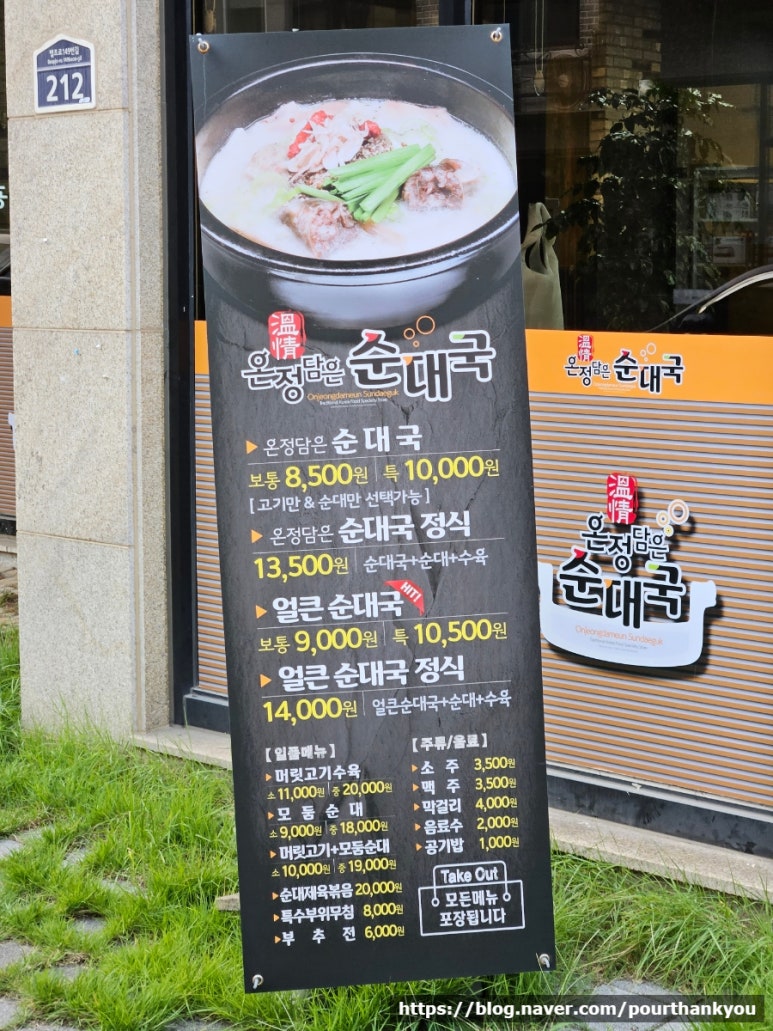 212
溫情
온정담은 순대국
Onjeongdameun Sundaeguk
▶ 온정담은 순대국
보통 8,500원 | 특 10,000원
[ 고기만 & 순대만 선택가능 ]
▶ 온정담은 순대국 정식
13,500원 | 순대국+순대+수육
▶ 얼큰 순대국 HIT!
보통 9,000원 | 특 10,500원
▶ 얼큰 순대국 정식
14,000원 | 얼큰순대국+순대+수육
【 일품메뉴 】
▶ 머릿고기수육
소 11,000원 | 중 20,000원
▶ 모둠순대
소 9,000원 | 중 18,000원
▶ 머릿고기+모둠순대
소 10,000원 | 중 19,000원
▶ 순대제육볶음 20,000원
▶ 특수부위무침 8,000원
▶ 부추전 6,000원
【 주류/음료 】
▶ 소주 3,500원
▶ 맥주 3,500원
▶ 막걸리 4,000원
▶ 음료수 2,000원
▶ 공기밥 1,000원
Take Out
모든메뉴
포장됩니다
溫情
온정담은 순대국
溫情
온정담은
순대국
Onjeongdameun Sundaeguk
https://blog.naver.com/pourthankyou